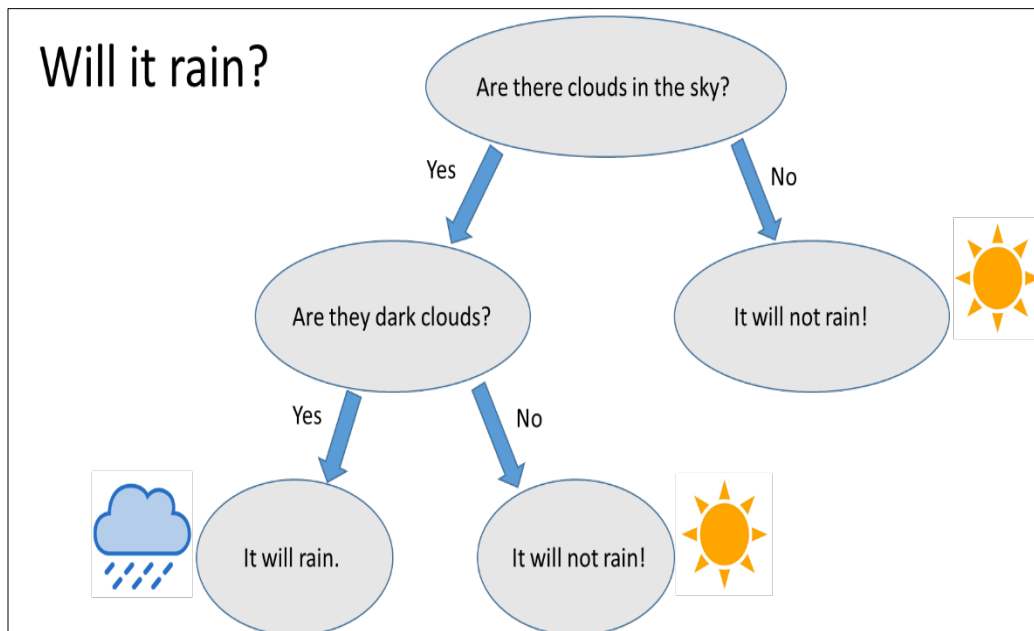 Will it rain?
Are there clouds in the sky?
Yes
No
Are they dark clouds?
It will not rain!
Yes
No
It will rain.
It will not rain!